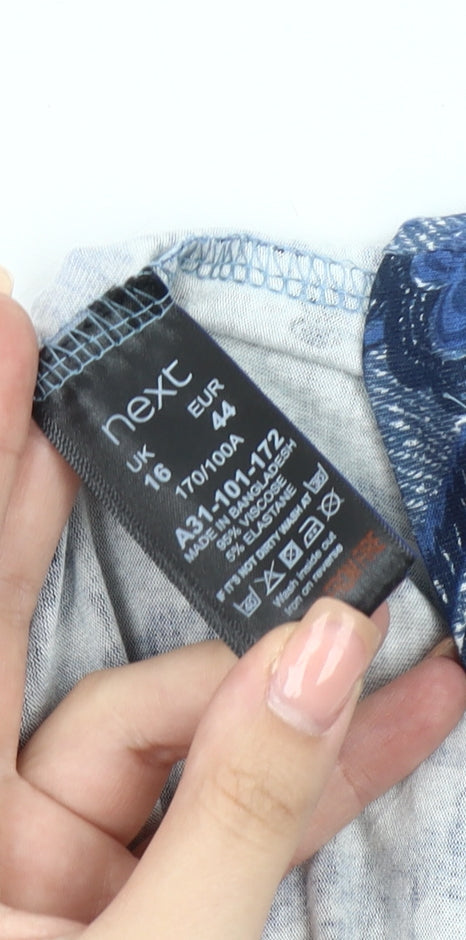 next
UK EUR
16 44
170/100A
A31-101-172
MADE IN BANGLADESH
95% VISCOSE
5% ELASTANE
IF IT'S NOT DIRTY WASH AT
Wash inside out
Iron on reverse